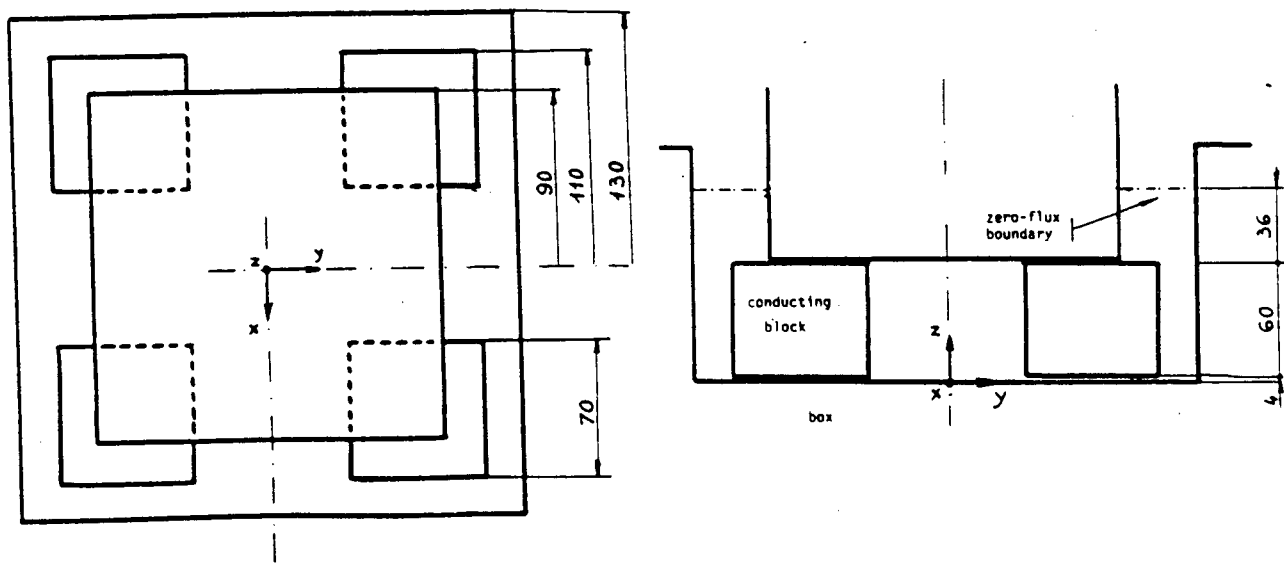 z
y
x
90
110
130
70
conducting
block
z
x
y
box
zero-flux
boundary
36
60
4